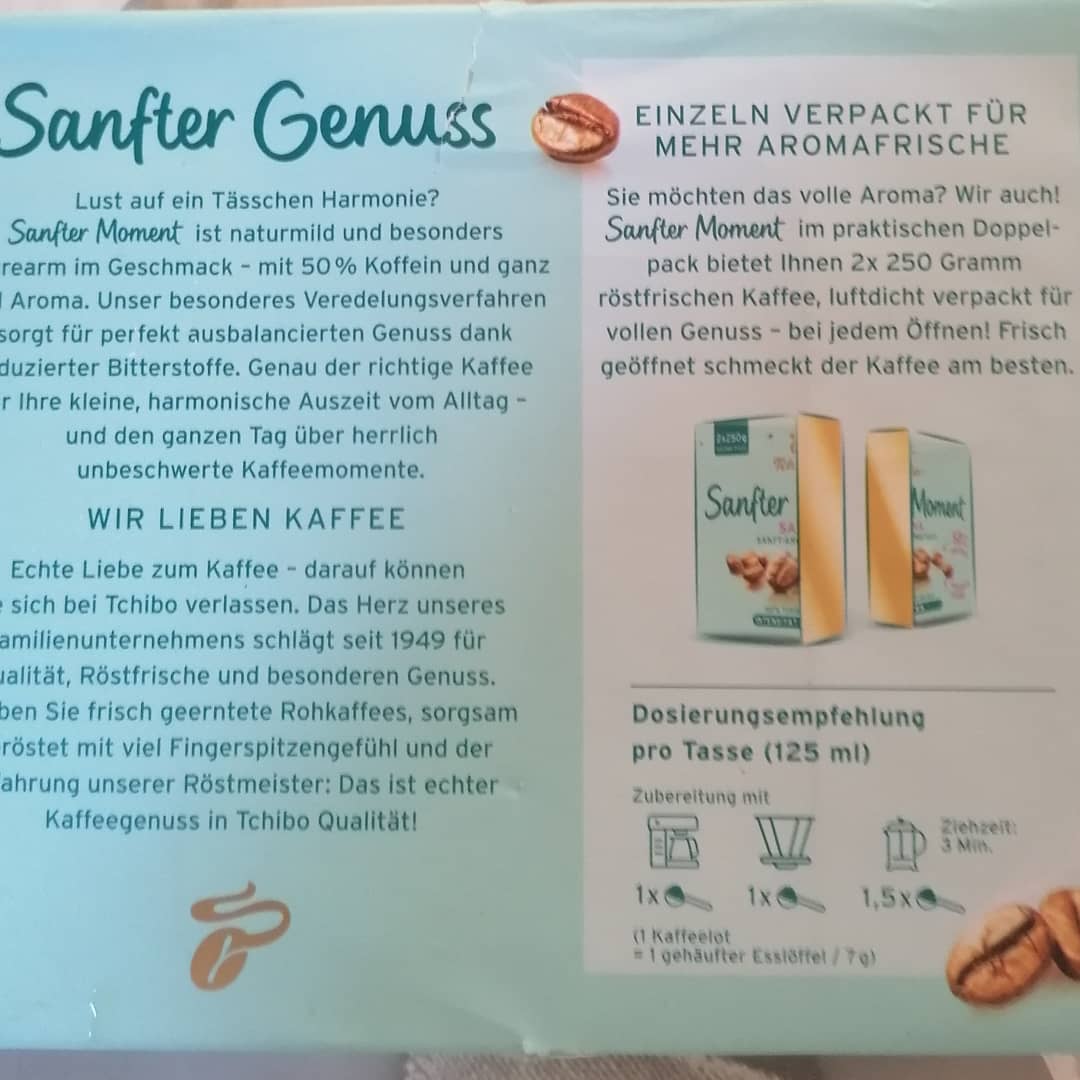 Sanfter Genuss
Lust auf ein Tässchen Harmonie?
Sanfter Moment ist naturmild und besonders
rearm im Geschmack – mit 50 % Koffein und ganz
l Aroma. Unser besonderes Veredelungsverfahren
sorgt für perfekt ausbalancierten Genuss dank
duzierter Bitterstoffe. Genau der richtige Kaffee
r Ihre kleine, harmonische Auszeit vom Alltag –
und den ganzen Tag über herrlich
unbeschwerte Kaffeemomente.
WIR LIEBEN KAFFEE
Echte Liebe zum Kaffee – darauf können
e sich bei Tchibo verlassen. Das Herz unseres
amilienunternehmens schlägt seit 1949 für
ualität, Röstfrische und besonderen Genuss.
ben Sie frisch geerntete Rohkaffees, sorgsam
röstet mit viel Fingerspitzengefühl und der
ahrung unserer Röstmeister: Das ist echter
Kaffeegenuss in Tchibo Qualität!
EINZELN VERPACKT FÜR
MEHR AROMAFRISCHE
Sie möchten das volle Aroma? Wir auch!
Sanfter Moment im praktischen Doppel-
pack bietet Ihnen 2x 250 Gramm
röstfrischen Kaffee, luftdicht verpackt für
vollen Genuss – bei jedem Öffnen! Frisch
geöffnet schmeckt der Kaffee am besten.
2x250g
Sanfter
Moment
Dosierungsempfehlung
pro Tasse (125 ml)
Zubereitung mit
Ziehzeit:
3 Min.
1x 1x 1,5x
(1 Kaffeelot
= 1 gehäufter Esslöffel / 7 g)